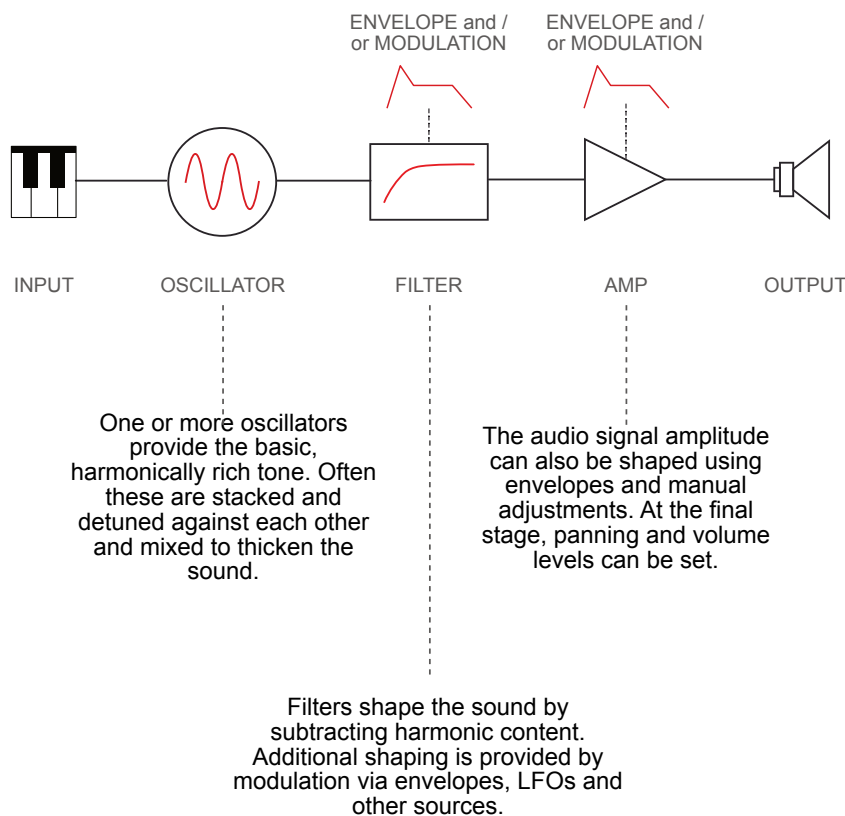 ENVELOPE and /
or MODULATION
ENVELOPE and /
or MODULATION
INPUT
OSCILLATOR
FILTER
AMP
OUTPUT
One or more oscillators
provide the basic,
harmonically rich tone. Often
these are stacked and
detuned against each other
and mixed to thicken the
sound.
The audio signal amplitude
can also be shaped using
envelopes and manual
adjustments. At the final
stage, panning and volume
levels can be set.
Filters shape the sound by
subtracting harmonic content.
Additional shaping is provided by
modulation via envelopes, LFOs and
other sources.